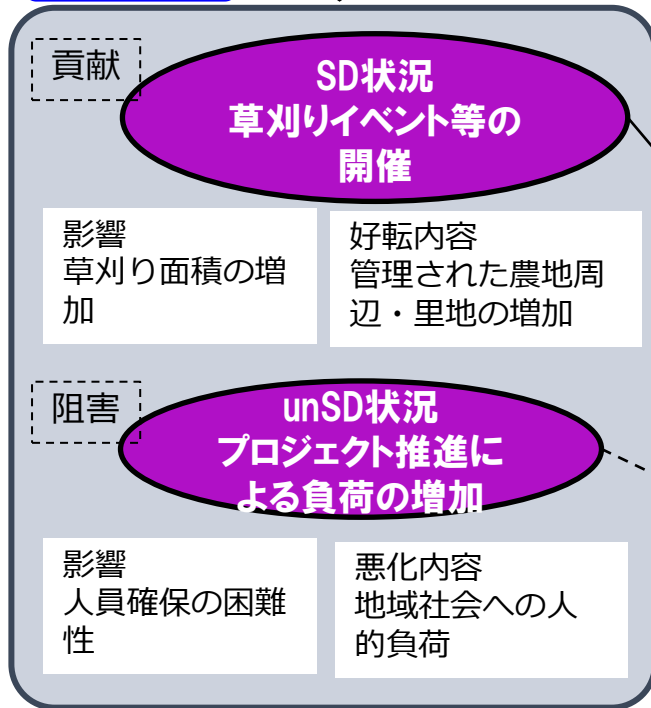 貢献
SD状況
草刈りイベント等の
開催
影響
草刈り面積の増
加
好転内容
管理された農地周
辺・里地の増加
阻害
unSD状況
プロジェクト推進に
よる負荷の増加
影響
人員確保の困難
性
悪化内容
地域社会への人
的負荷